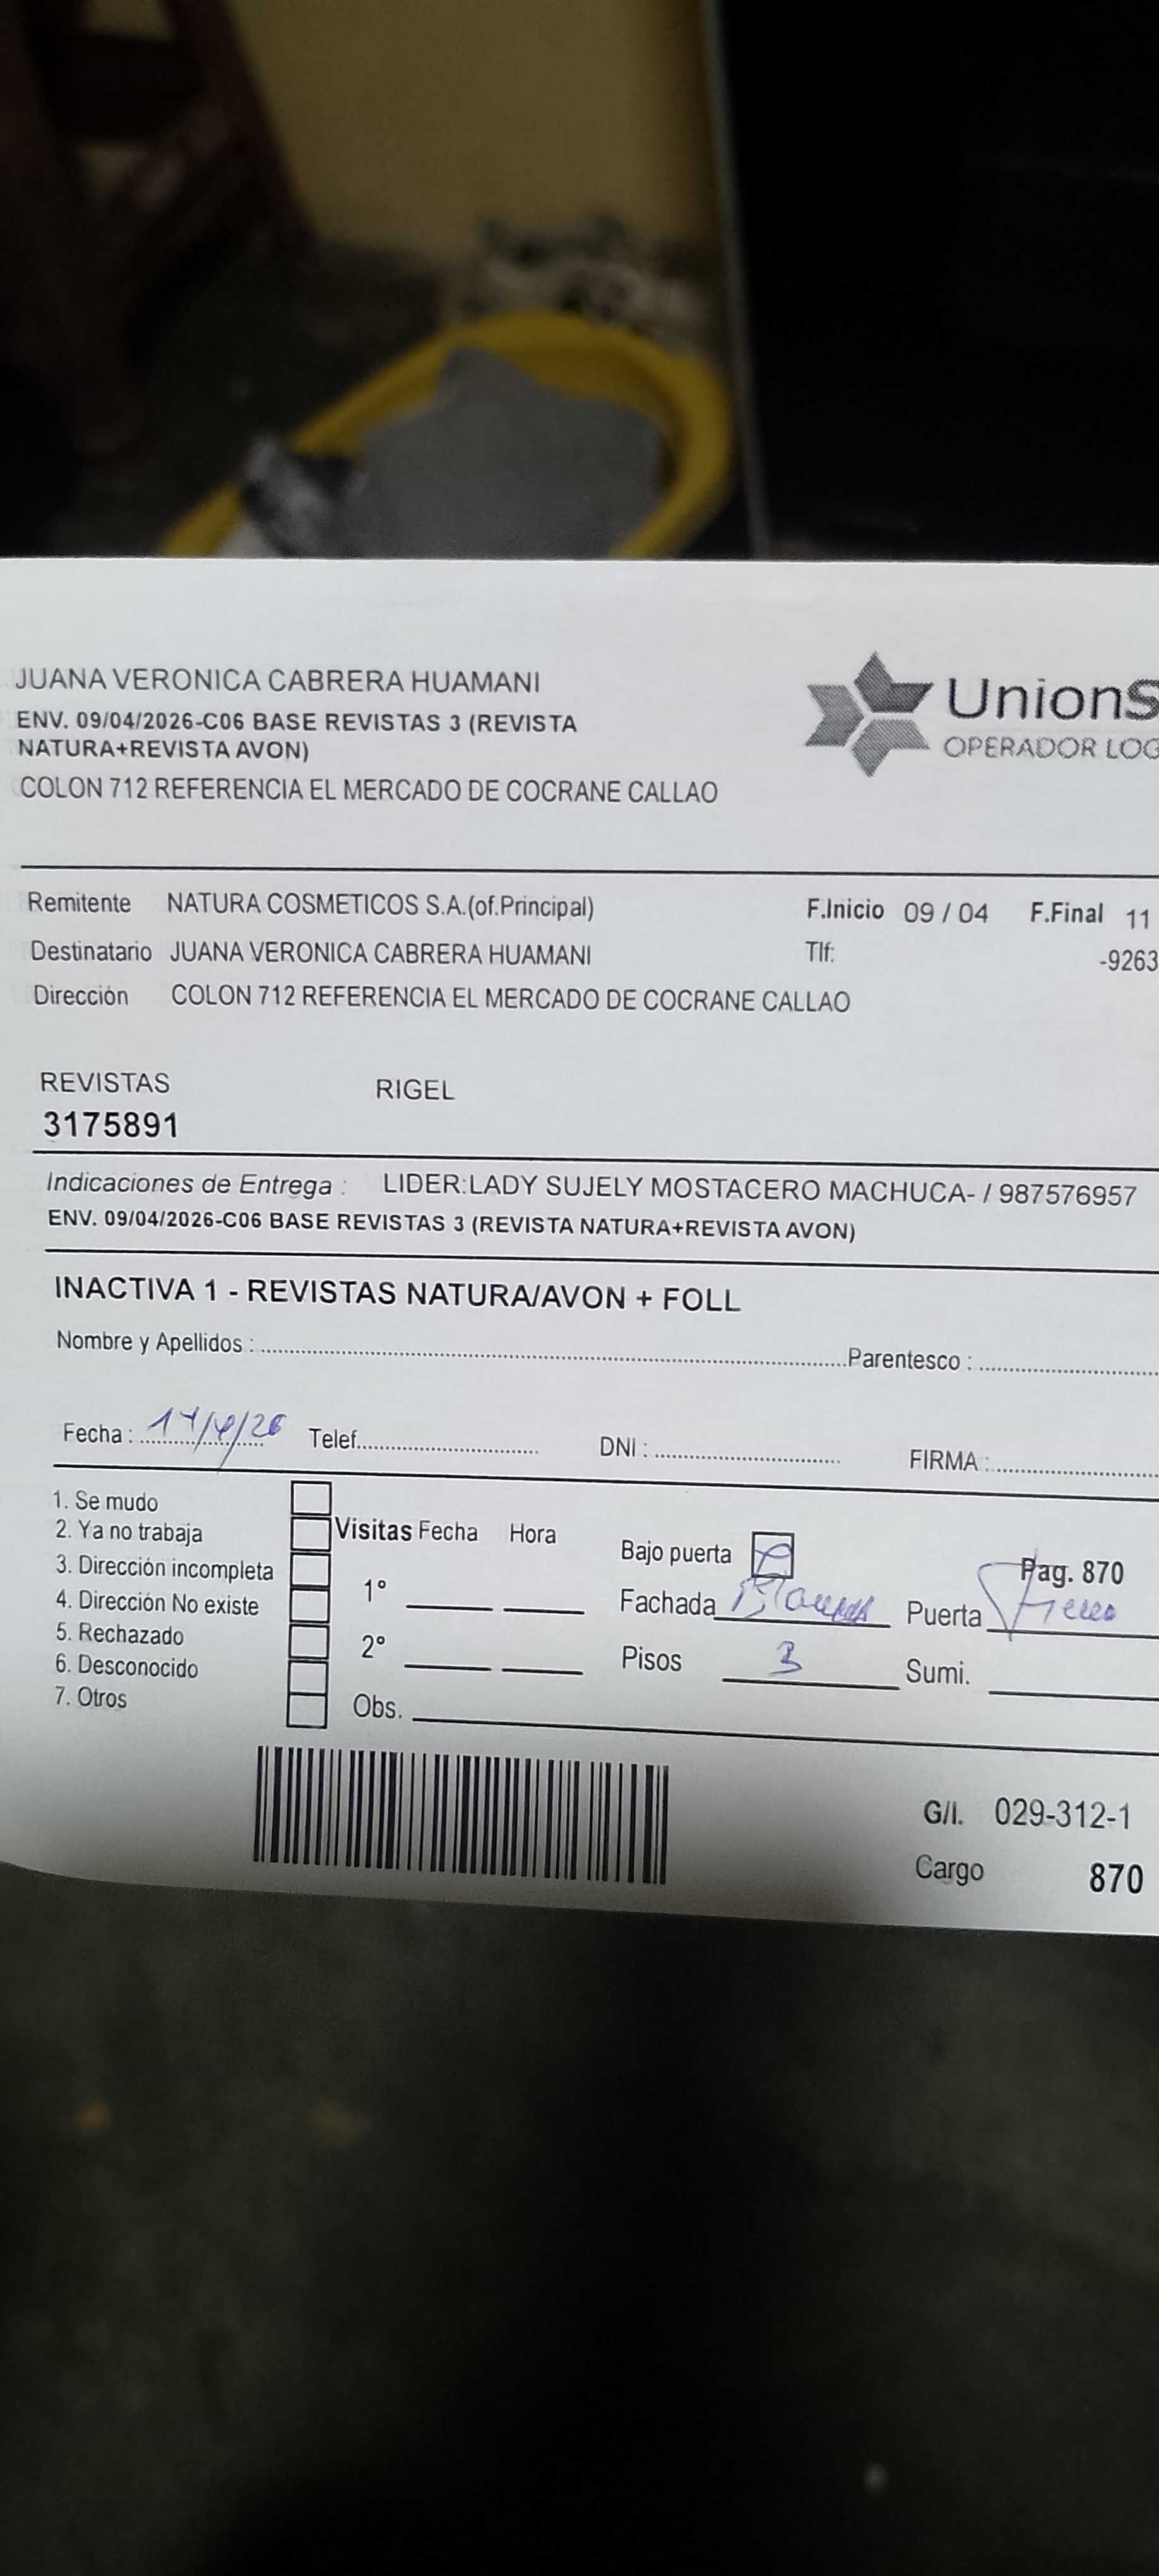 JUANA VERONICA CABRERA HUAMANI
ENV. 09/04/2026-C06 BASE REVISTAS 3 (REVISTA
NATURA+REVISTA AVON)
COLON 712 REFERENCIA EL MERCADO DE COCRANE CALLAO
UnionS
OPERADOR LOG
Remitente NATURA COSMETICOS S.A.(of.Principal) F.Inicio 09 / 04 F.Final 11
Destinatario JUANA VERONICA CABRERA HUAMANI Tlf: -9263
Dirección COLON 712 REFERENCIA EL MERCADO DE COCRANE CALLAO
REVISTAS RIGEL
3175891
Indicaciones de Entrega : LIDER:LADY SUJELY MOSTACERO MACHUCA- / 987576957
ENV. 09/04/2026-C06 BASE REVISTAS 3 (REVISTA NATURA+REVISTA AVON)
INACTIVA 1 - REVISTAS NATURA/AVON + FOLL
Nombre y Apellidos : Parentesco :
Fecha : Telef. DNI : FIRMA :
1. Se mudo
2. Ya no trabaja
3. Dirección incompleta
4. Dirección No existe
5. Rechazado
6. Desconocido
7. Otros
Visitas Fecha Hora
1°
2°
Obs.
Bajo puerta Pag. 870
Fachada Puerta
Pisos 3 Sumi.
G/I. 029-312-1
Cargo 870